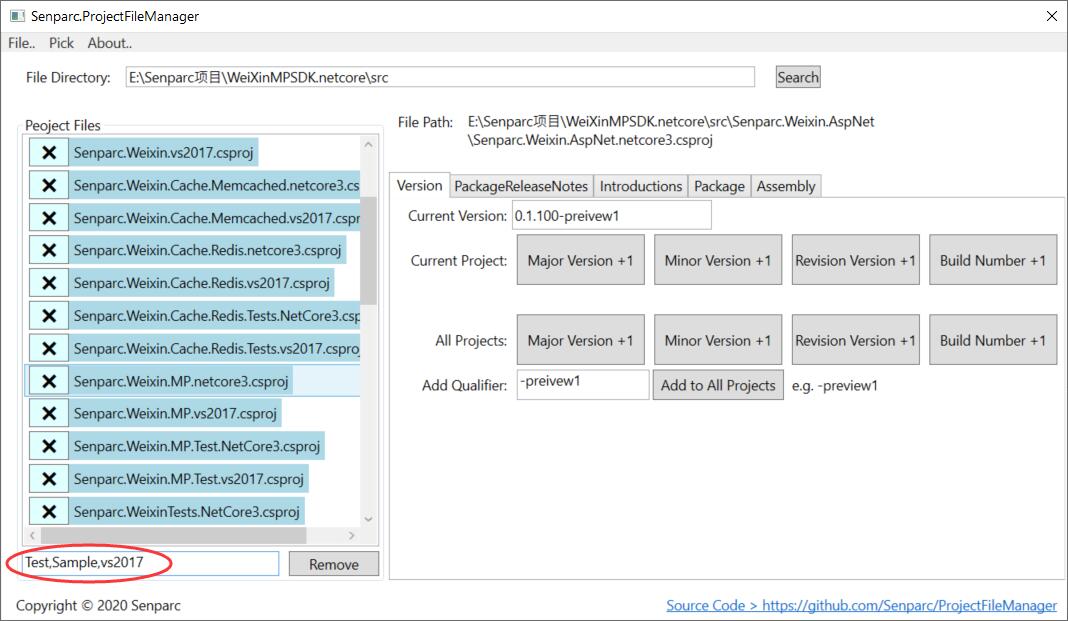 Senparc.ProjectFileManager
File.. Pick About..
File Directory: E:\Senparc项目\WeiXinMPSDK.netcore\src Search
Peoject Files
Senparc.Weixin.vs2017.csproj
Senparc.Weixin.Cache.Memcached.netcore3.cs
Senparc.Weixin.Cache.Memcached.vs2017.cspr
Senparc.Weixin.Cache.Redis.netcore3.csproj
Senparc.Weixin.Cache.Redis.vs2017.csproj
Senparc.Weixin.Cache.Redis.Tests.NetCore3.csp
Senparc.Weixin.Cache.Redis.Tests.vs2017.csproj
Senparc.Weixin.MP.netcore3.csproj
Senparc.Weixin.MP.vs2017.csproj
Senparc.Weixin.MP.Test.NetCore3.csproj
Senparc.Weixin.MP.Test.vs2017.csproj
Senparc.WeixinTests.NetCore3.csproj
Test,Sample,vs2017 Remove
File Path: E:\Senparc项目\WeiXinMPSDK.netcore\src\Senparc.Weixin.AspNet
\Senparc.Weixin.AspNet.netcore3.csproj
Version PackageReleaseNotes Introductions Package Assembly
Current Version: 0.1.100-preivew1
Current Project: Major Version +1 Minor Version +1 Revision Version +1 Build Number +1
All Projects: Major Version +1 Minor Version +1 Revision Version +1 Build Number +1
Add Qualifier: -preivew1 Add to All Projects e.g. -preview1
Copyright © 2020 Senparc
Source Code > https://github.com/Senparc/ProjectFileManager